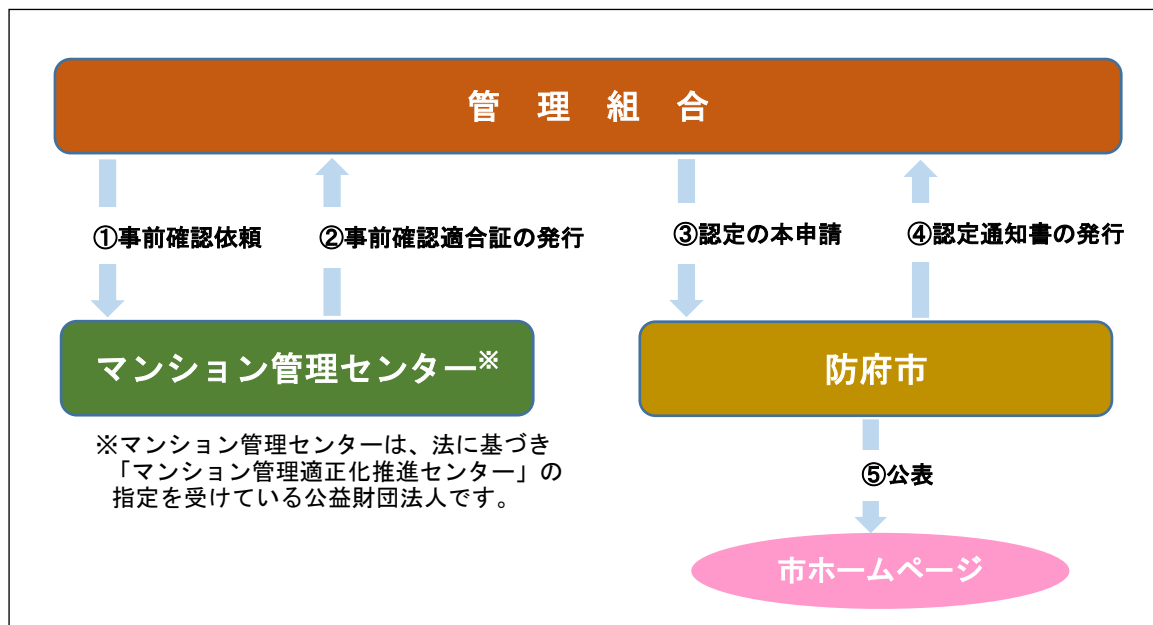 管理組合
①事前確認依頼
②事前確認適合証の発行
③認定の本申請
④認定通知書の発行
マンション管理センター※
防府市
※マンション管理センターは、法に基づき
「マンション管理適正化推進センター」の
指定を受けている公益財団法人です。
⑤公表
市ホームページ